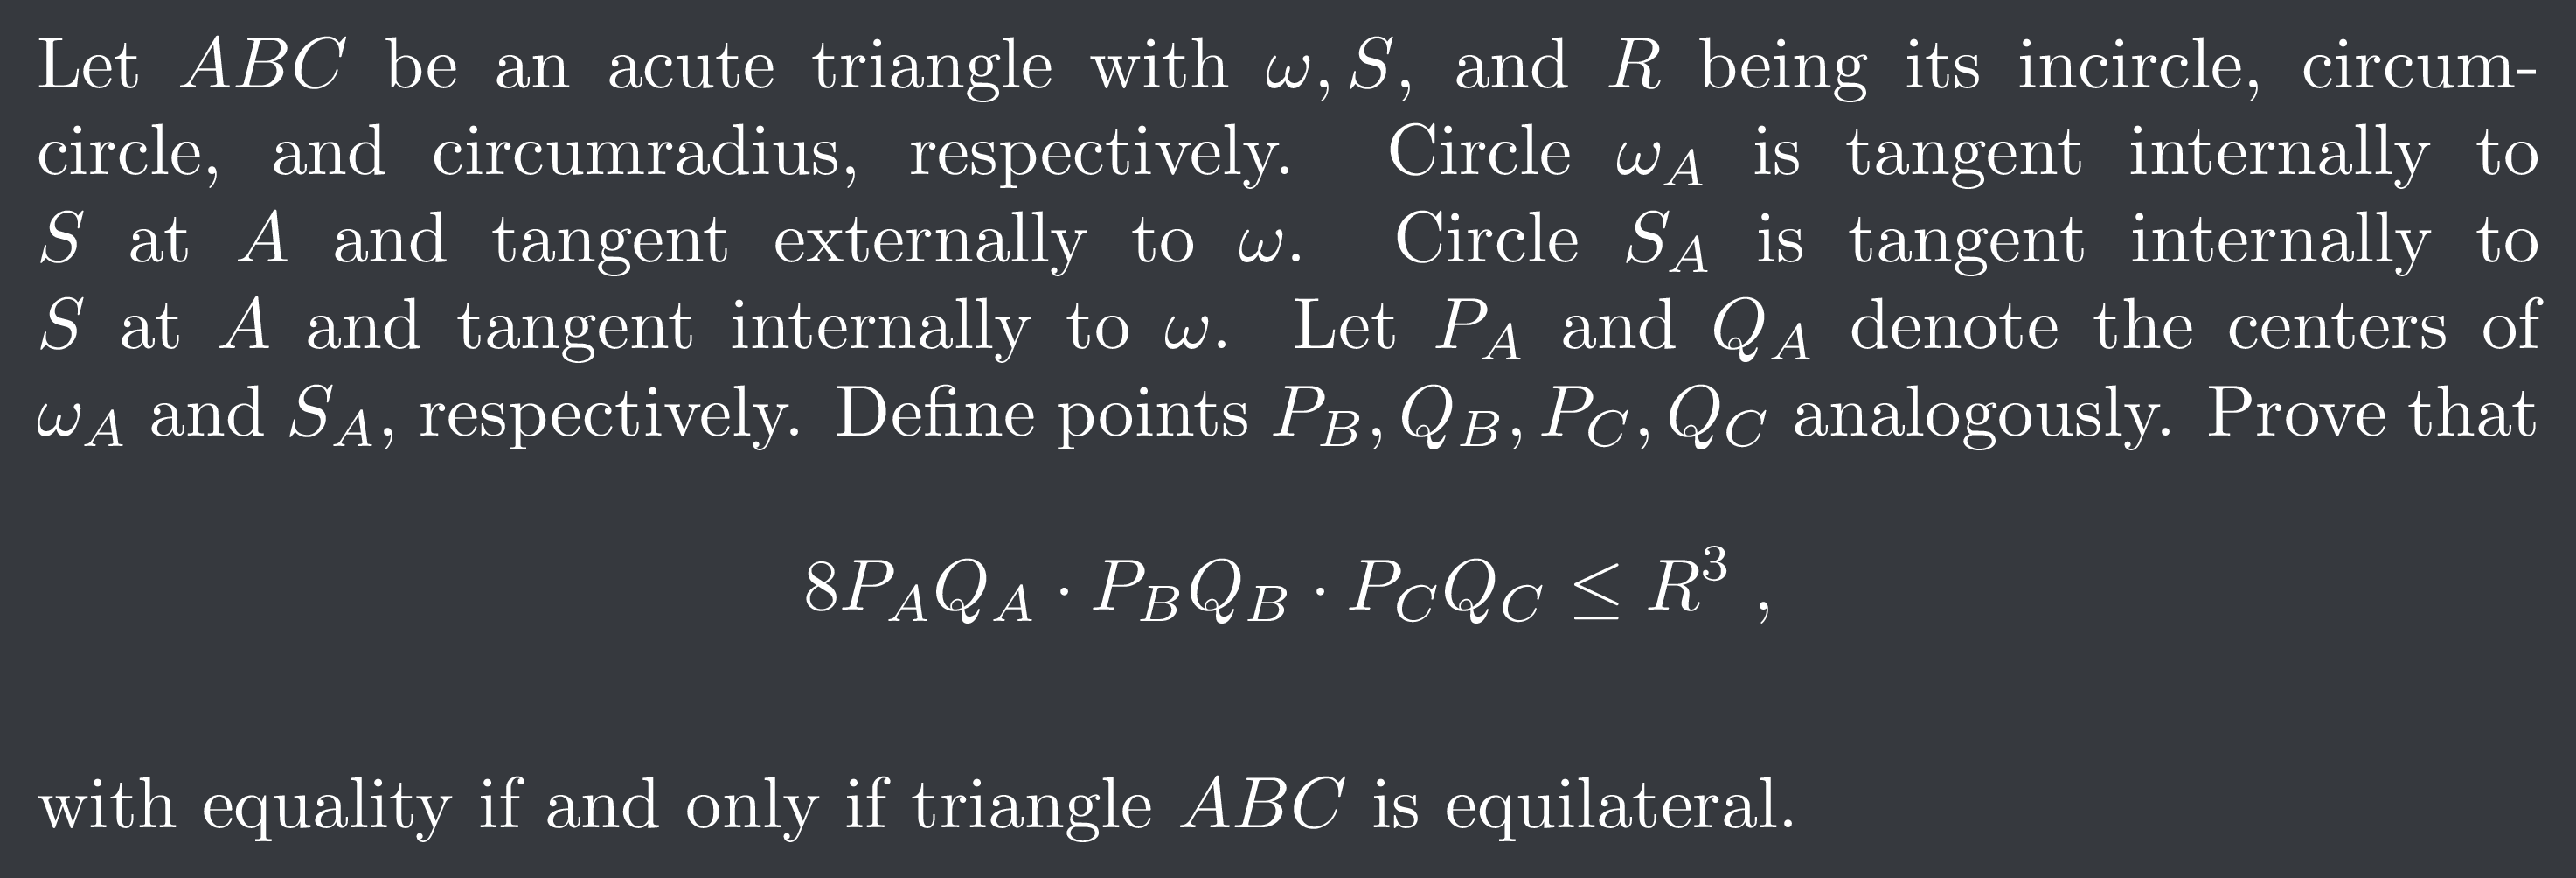 Let ABC be an acute triangle with ω, S, and R being its incircle, circum-
circle, and circumradius, respectively. Circle ω_A is tangent internally to
S at A and tangent externally to ω. Circle S_A is tangent internally to
S at A and tangent internally to ω. Let P_A and Q_A denote the centers of
ω_A and S_A, respectively. Define points P_B, Q_B, P_C, Q_C analogously. Prove that
8P_AQ_A · P_BQ_B · P_CQ_C ≤ R^3 ,
with equality if and only if triangle ABC is equilateral.